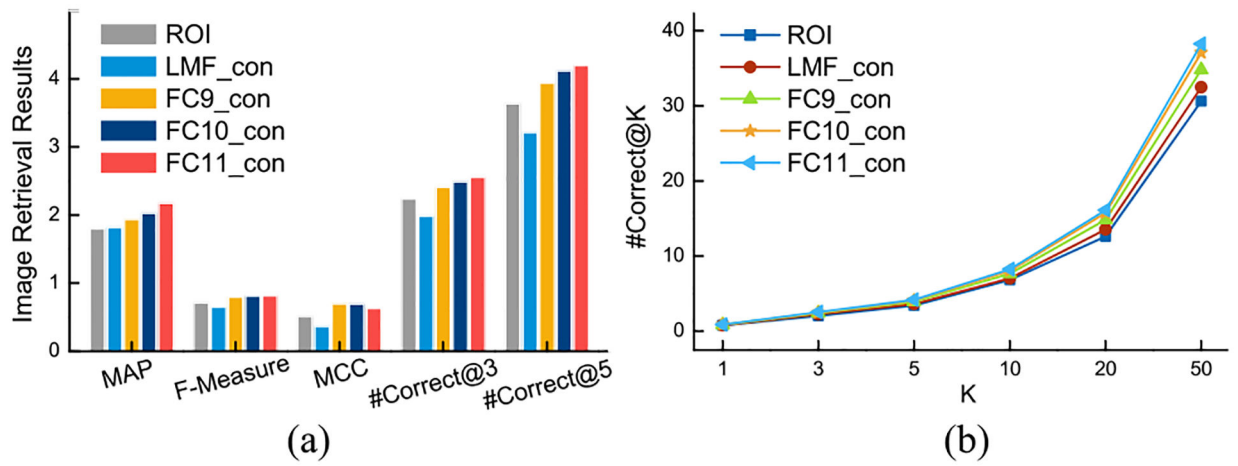 Image Retrieval Results
4
3
2
1
0
ROI
LMF_con
FC9_con
FC10_con
FC11_con
MAP
F-Measure
MCC
#Correct@3
#Correct@5
(a)
#Correct@K
40
30
20
10
0
ROI
LMF_con
FC9_con
FC10_con
FC11_con
1 3 5 10 20 50
K
(b)